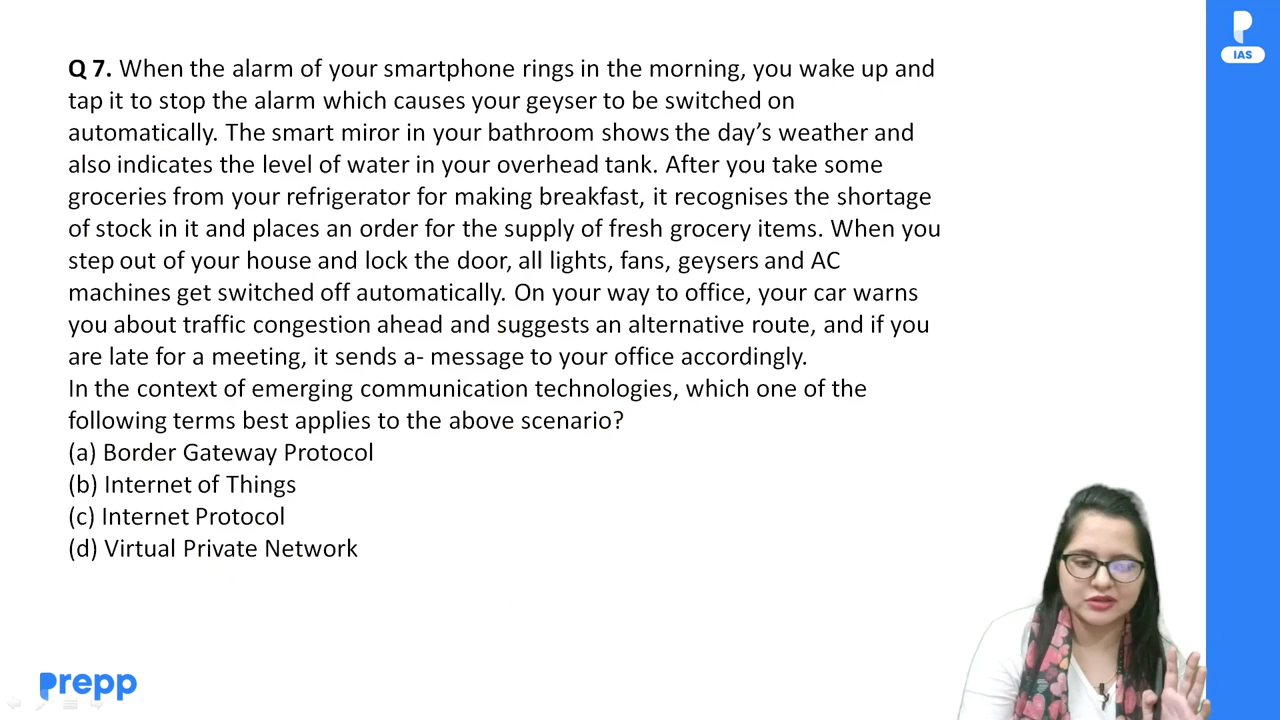 IAS
Q 7. When the alarm of your smartphone rings in the morning, you wake up and
tap it to stop the alarm which causes your geyser to be switched on
automatically. The smart miror in your bathroom shows the day’s weather and
also indicates the level of water in your overhead tank. After you take some
groceries from your refrigerator for making breakfast, it recognises the shortage
of stock in it and places an order for the supply of fresh grocery items. When you
step out of your house and lock the door, all lights, fans, geysers and AC
machines get switched off automatically. On your way to office, your car warns
you about traffic congestion ahead and suggests an alternative route, and if you
are late for a meeting, it sends a- message to your office accordingly.
In the context of emerging communication technologies, which one of the
following terms best applies to the above scenario?
(a) Border Gateway Protocol
(b) Internet of Things
(c) Internet Protocol
(d) Virtual Private Network
prepp